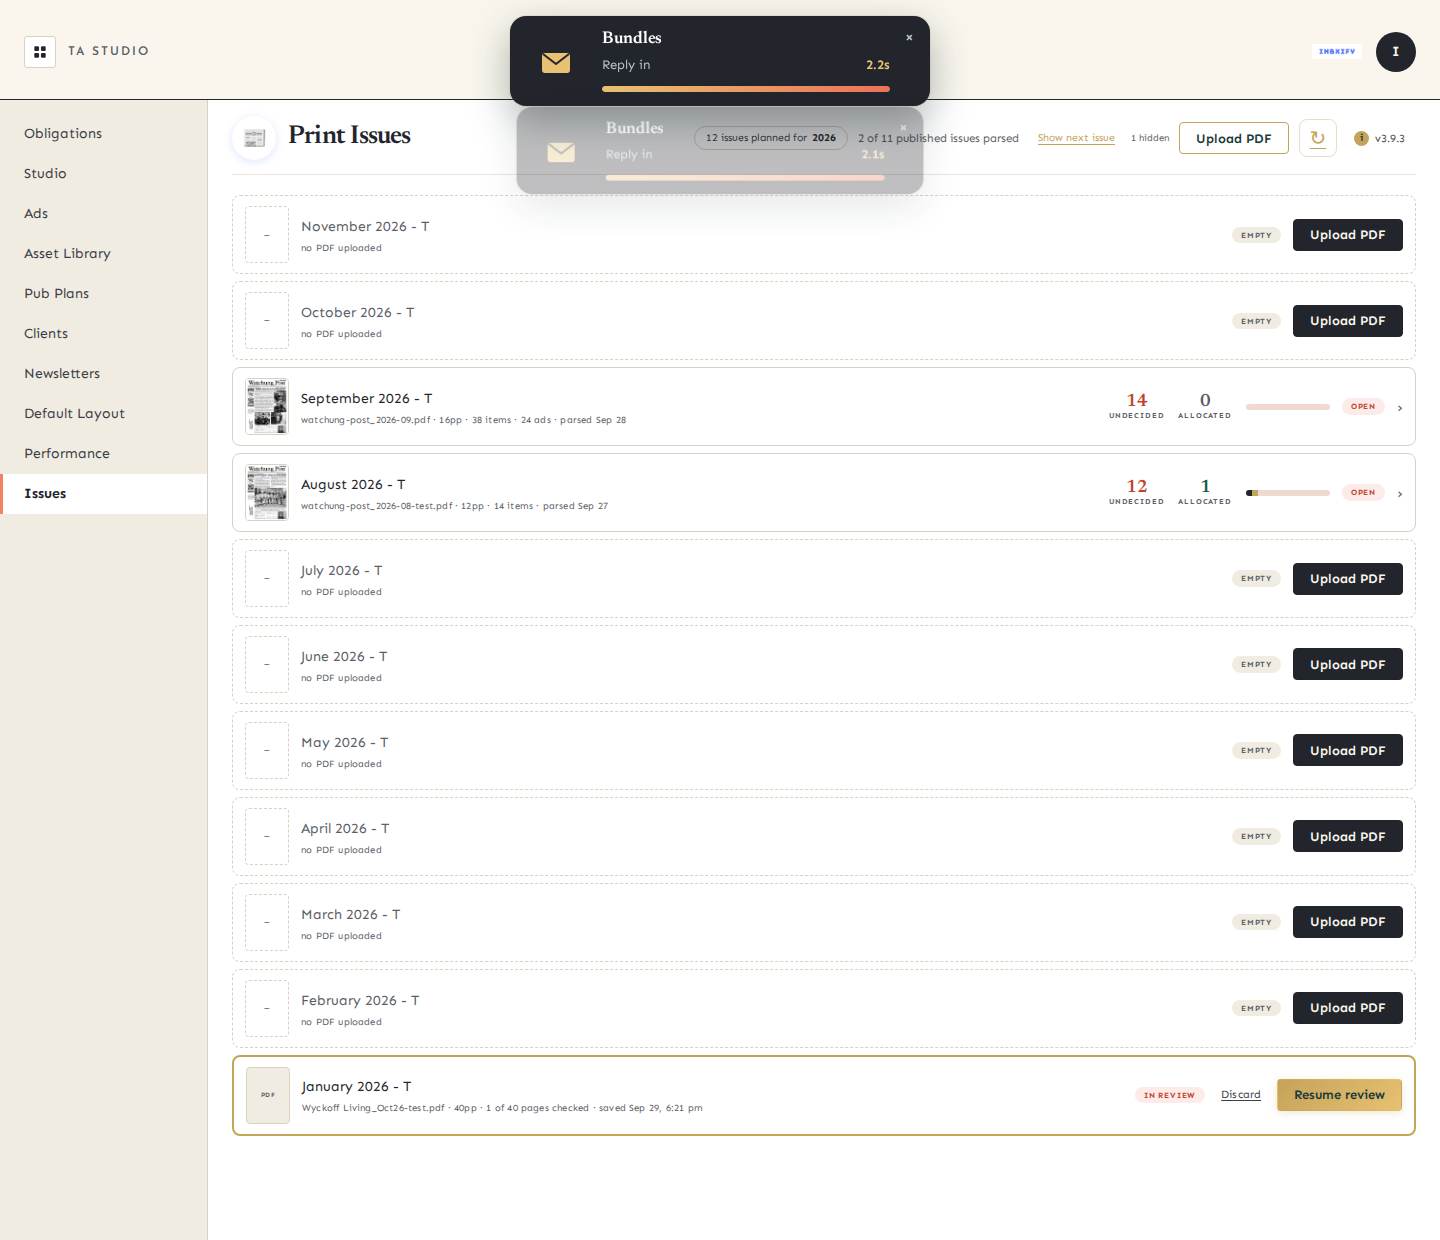 TA STUDIO
Bundles
×
Reply in 2.2s
INBXIFY
I
Obligations
Studio
Ads
Asset Library
Pub Plans
Clients
Newsletters
Default Layout
Performance
Issues
Print Issues
Bundles
×
Reply in 2.1s
12 issues planned for 2026
2 of 11 published issues parsed
Show next issue
1 hidden
Upload PDF
↻
i v3.9.3
–
November 2026 - T
no PDF uploaded
EMPTY
Upload PDF
–
October 2026 - T
no PDF uploaded
EMPTY
Upload PDF
Watchung Post
September 2026 - T
watchung-post_2026-09.pdf · 16pp · 38 items · 24 ads · parsed Sep 28
14 UNDECIDED
0 ALLOCATED
OPEN ›
Watchung Post
August 2026 - T
watchung-post_2026-08-test.pdf · 12pp · 14 items · parsed Sep 27
12 UNDECIDED
1 ALLOCATED
OPEN ›
–
July 2026 - T
no PDF uploaded
EMPTY
Upload PDF
–
June 2026 - T
no PDF uploaded
EMPTY
Upload PDF
–
May 2026 - T
no PDF uploaded
EMPTY
Upload PDF
–
April 2026 - T
no PDF uploaded
EMPTY
Upload PDF
–
March 2026 - T
no PDF uploaded
EMPTY
Upload PDF
–
February 2026 - T
no PDF uploaded
EMPTY
Upload PDF
PDF
January 2026 - T
Wyckoff Living_Oct26-test.pdf · 40pp · 1 of 40 pages checked · saved Sep 29, 6:21 pm
IN REVIEW
Discard
Resume review